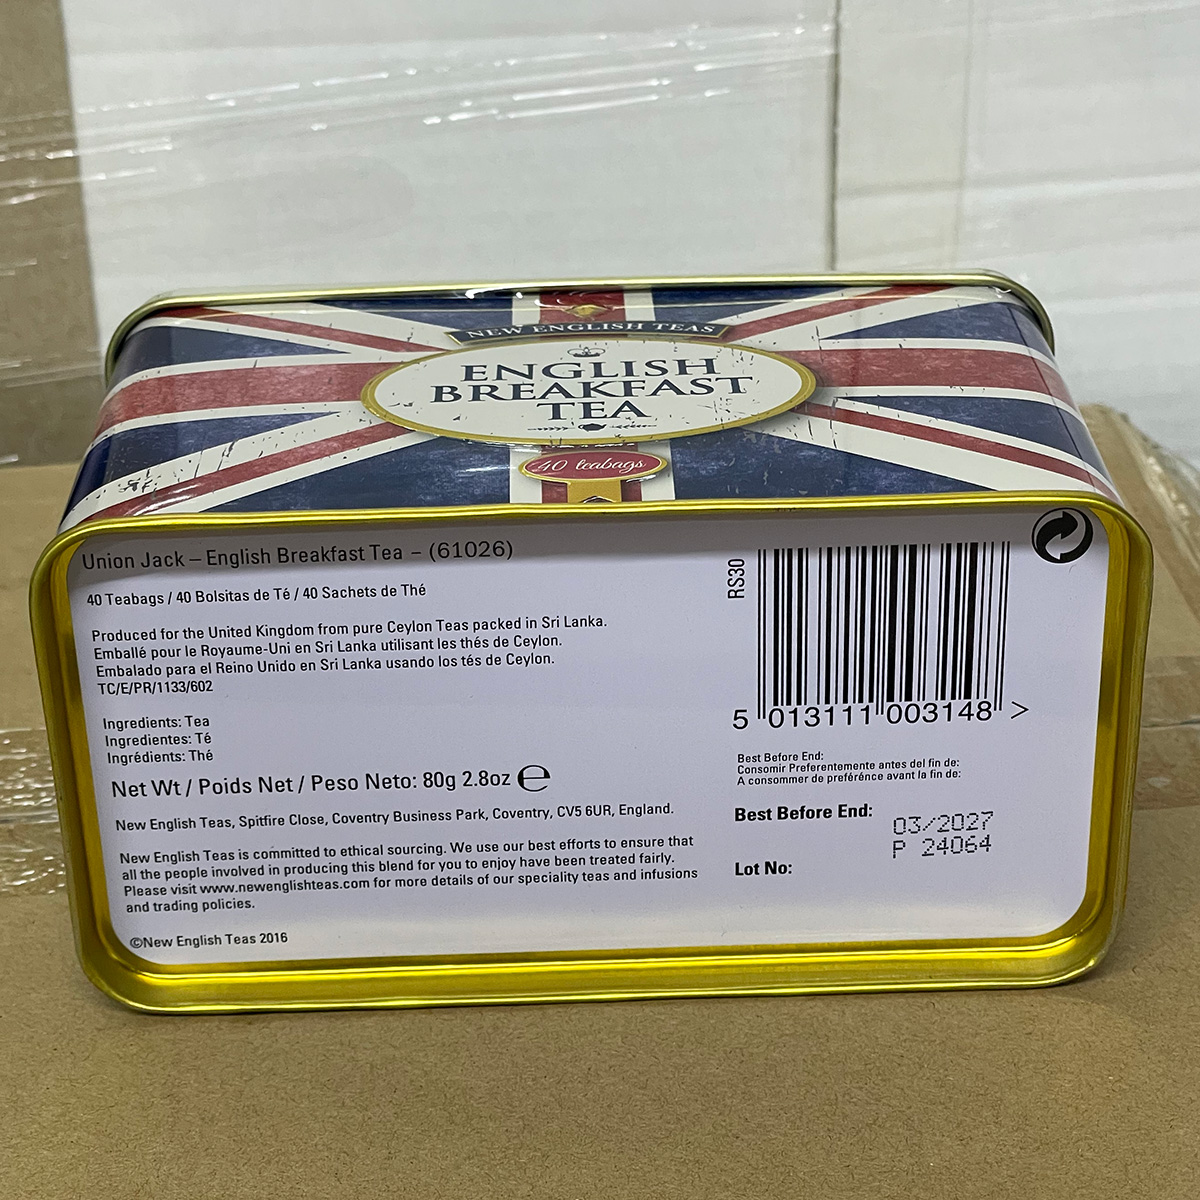 NEW ENGLISH TEAS
ENGLISH
BREAKFAST
TEA
40 teabags
Union Jack – English Breakfast Tea – (61026)
40 Teabags / 40 Bolsitas de Té / 40 Sachets de Thé
Produced for the United Kingdom from pure Ceylon Teas packed in Sri Lanka.
Emballé pour le Royaume-Uni en Sri Lanka utilisant les thés de Ceylon.
Embalado para el Reino Unido en Sri Lanka usando los tés de Ceylon.
TC/E/PR/1133/602
Ingredients: Tea
Ingredientes: Té
Ingrédients: Thé
Net Wt / Poids Net / Peso Neto: 80g 2.8oz ℮
New English Teas, Spitfire Close, Coventry Business Park, Coventry, CV5 6UR, England.
New English Teas is committed to ethical sourcing. We use our best efforts to ensure that
all the people involved in producing this blend for you to enjoy have been treated fairly.
Please visit www.newenglishteas.com for more details of our speciality teas and infusions
and trading policies.
©New English Teas 2016
RS30
5 013111 003148 >
Best Before End:
Consomir Preferentemente antes del fin de:
A consommer de preférénce avant la fin de:
Best Before End:
03/2027
P 24064
Lot No: